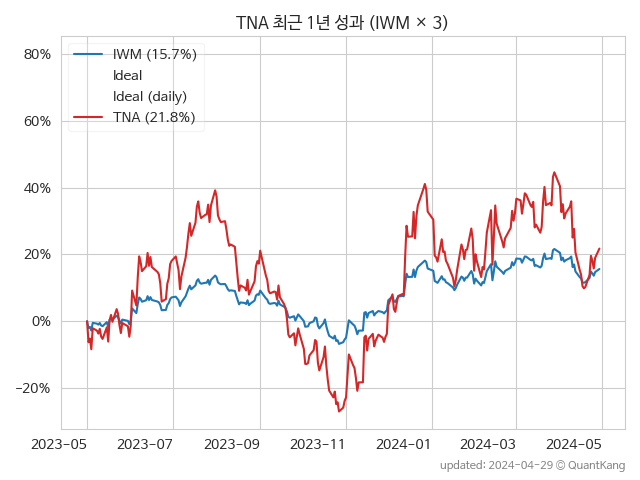 TNA 최근 1년 성과 (IWM × 3)
80%
60%
40%
20%
0%
−20%
IWM (15.7%)
Ideal
Ideal (daily)
TNA (21.8%)
2023−05
2023−07
2023−09
2023−11
2024−01
2024−03
2024−05
updated: 2024-04-29 © QuantKang